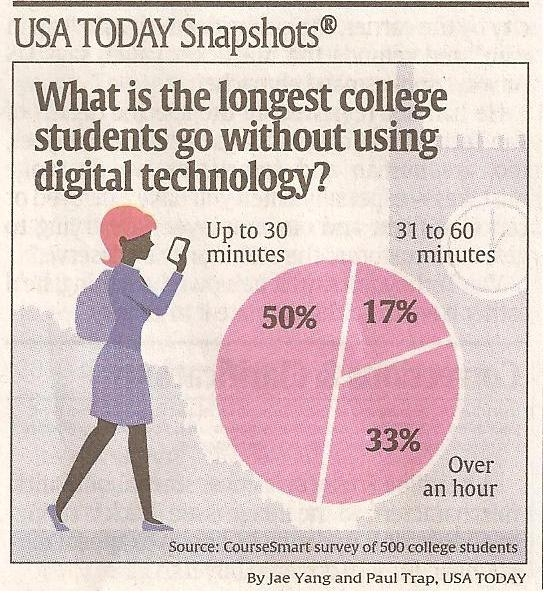 USA TODAY Snapshots®
What is the longest college
students go without using
digital technology?
Up to 30
minutes
31 to 60
minutes
50%
17%
33%
Over
an hour
Source: CourseSmart survey of 500 college students
By Jae Yang and Paul Trap, USA TODAY